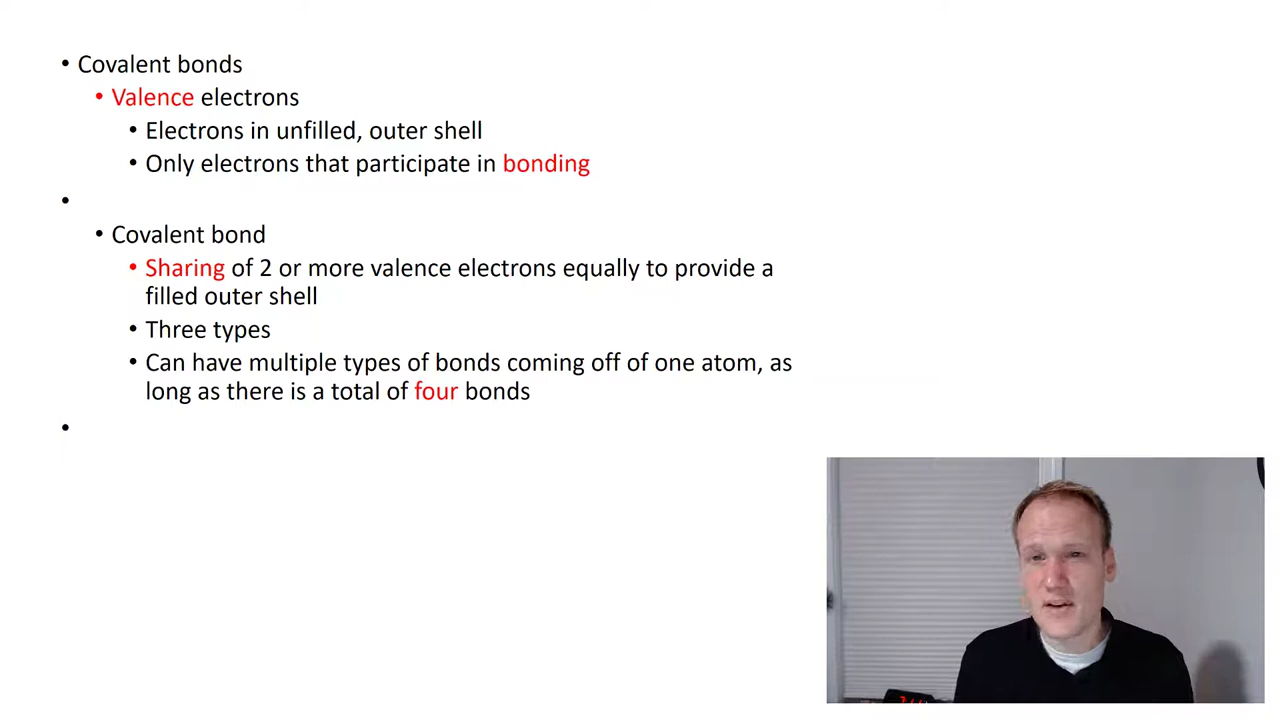 • Covalent bonds
• Valence electrons
• Electrons in unfilled, outer shell
• Only electrons that participate in bonding
•
• Covalent bond
• Sharing of 2 or more valence electrons equally to provide a
filled outer shell
• Three types
• Can have multiple types of bonds coming off of one atom, as
long as there is a total of four bonds
•